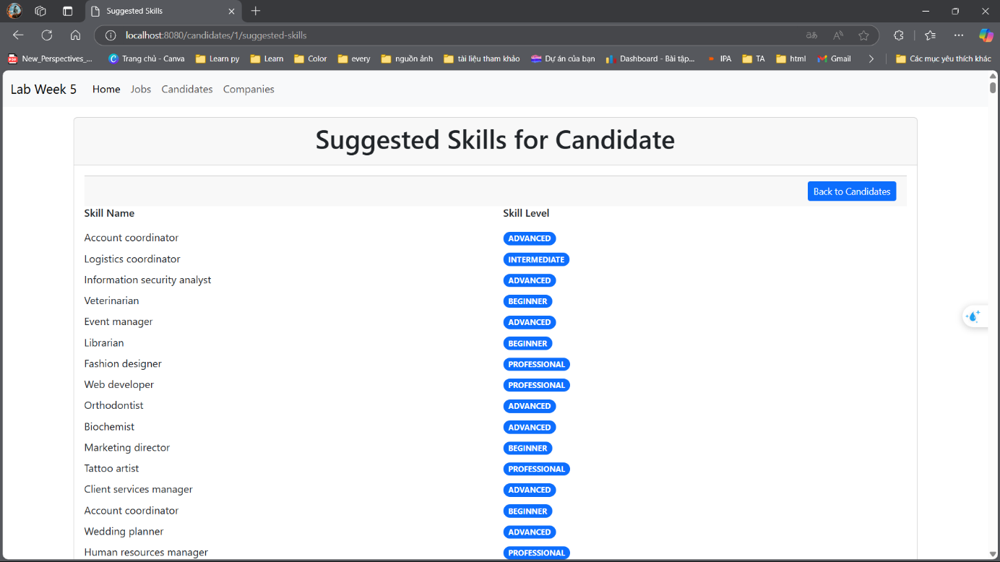 Suggested Skills
localhost:8080/candidates/1/suggested-skills
New_Perspectives_... Trang chủ - Canva Learn py Learn Color every nguồn ảnh tài liệu tham khảo Dự án của bạn Dashboard - Bài tập... IPA TA html Gmail Các mục yêu thích khác
Lab Week 5 Home Jobs Candidates Companies
Suggested Skills for Candidate
Back to Candidates
Skill Name Skill Level
Account coordinator ADVANCED
Logistics coordinator INTERMEDIATE
Information security analyst ADVANCED
Veterinarian BEGINNER
Event manager ADVANCED
Librarian BEGINNER
Fashion designer PROFESSIONAL
Web developer PROFESSIONAL
Orthodontist ADVANCED
Biochemist ADVANCED
Marketing director BEGINNER
Tattoo artist PROFESSIONAL
Client services manager ADVANCED
Account coordinator BEGINNER
Wedding planner ADVANCED
Human resources manager PROFESSIONAL